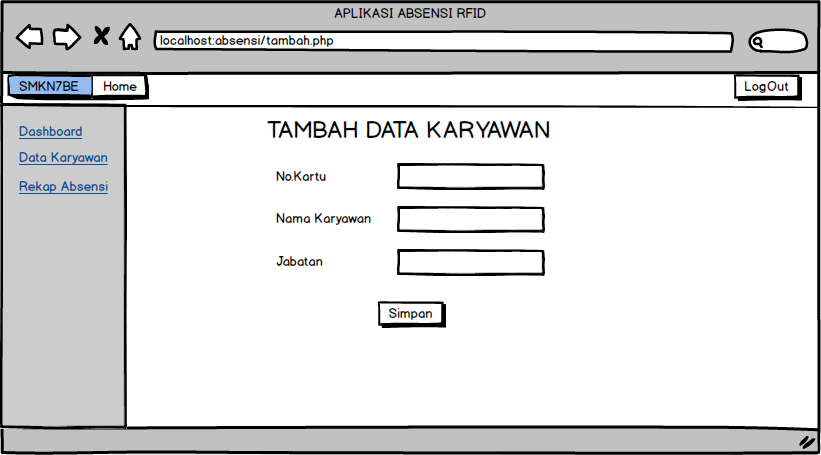 APLIKASI ABSENSI RFID
localhost:absensi/tambah.php
SMKN7BE Home LogOut
Dashboard
Data Karyawan
Rekap Absensi
TAMBAH DATA KARYAWAN
No.Kartu
Nama Karyawan
Jabatan
Simpan